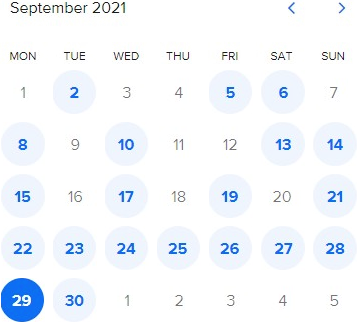 September 2021
MON TUE WED THU FRI SAT SUN
1 2 3 4 5 6 7
8 9 10 11 12 13 14
15 16 17 18 19 20 21
22 23 24 25 26 27 28
29 30 1 2 3 4 5